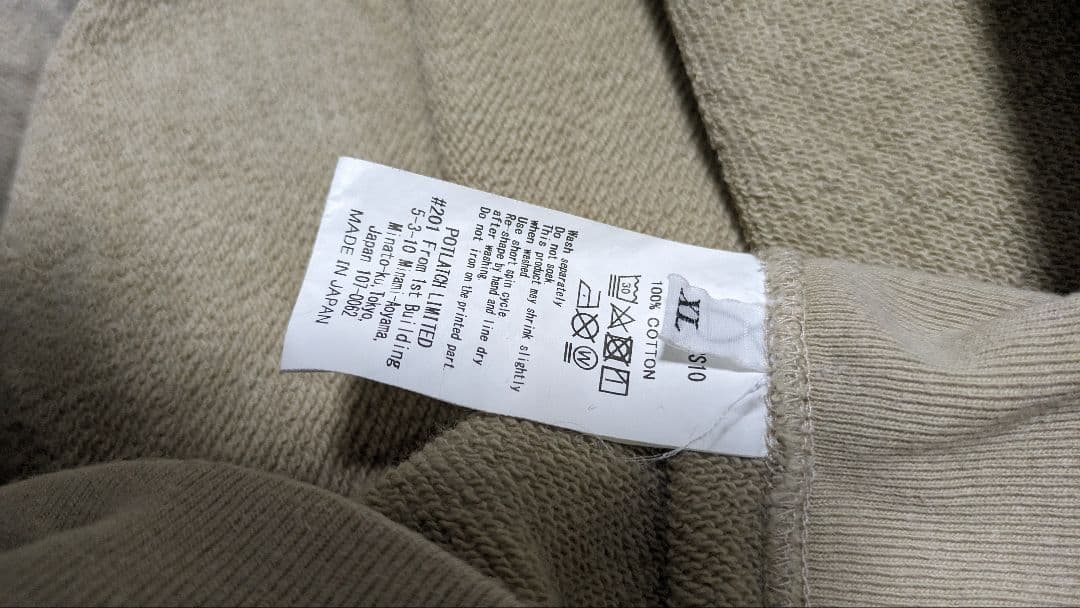 XL
S10
100% COTTON
30
W
Wash separately
Do not soak
This product may shrink slightly
when washed
Use short spin cycle
Re-shape by hand and line dry
after washing
Do not iron on the printed part.
POTLATCH LIMITED
#201 From 1st Building
5-3-10 Minami-Aoyama,
Minato-ku, Tokyo,
Japan 107-0062
MADE IN JAPAN